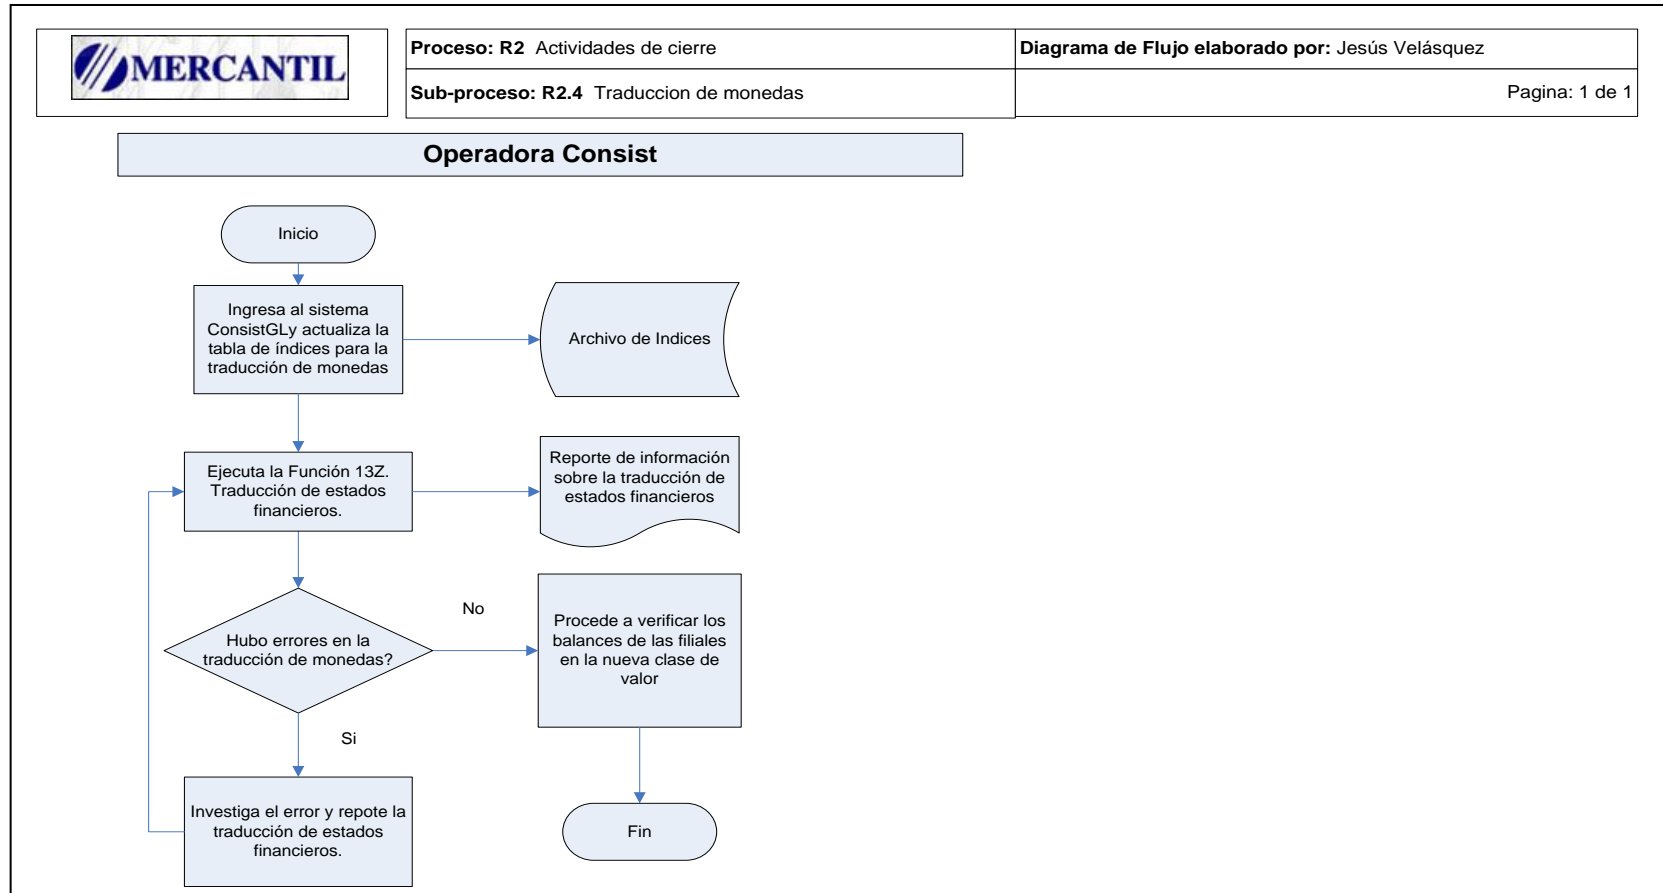 MERCANTIL
Proceso: R2 Actividades de cierre
Diagrama de Flujo elaborado por: Jesús Velásquez
Sub-proceso: R2.4 Traduccion de monedas
Pagina: 1 de 1
Operadora Consist
Inicio
Ingresa al sistema
ConsistGLy actualiza la
tabla de índices para la
traducción de monedas
Archivo de Indices
Ejecuta la Función 13Z.
Traducción de estados
financieros.
Reporte de información
sobre la traducción de
estados financieros
Hubo errores en la
traducción de monedas?
No
Procede a verificar los
balances de las filiales
en la nueva clase de
valor
Si
Investiga el error y repote la
traducción de estados
financieros.
Fin